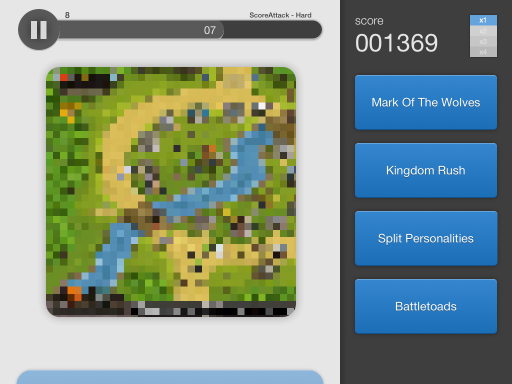 8
ScoreAttack - Hard
07
score
001369
x1
x2
x3
x4
Mark Of The Wolves
Kingdom Rush
Split Personalities
Battletoads